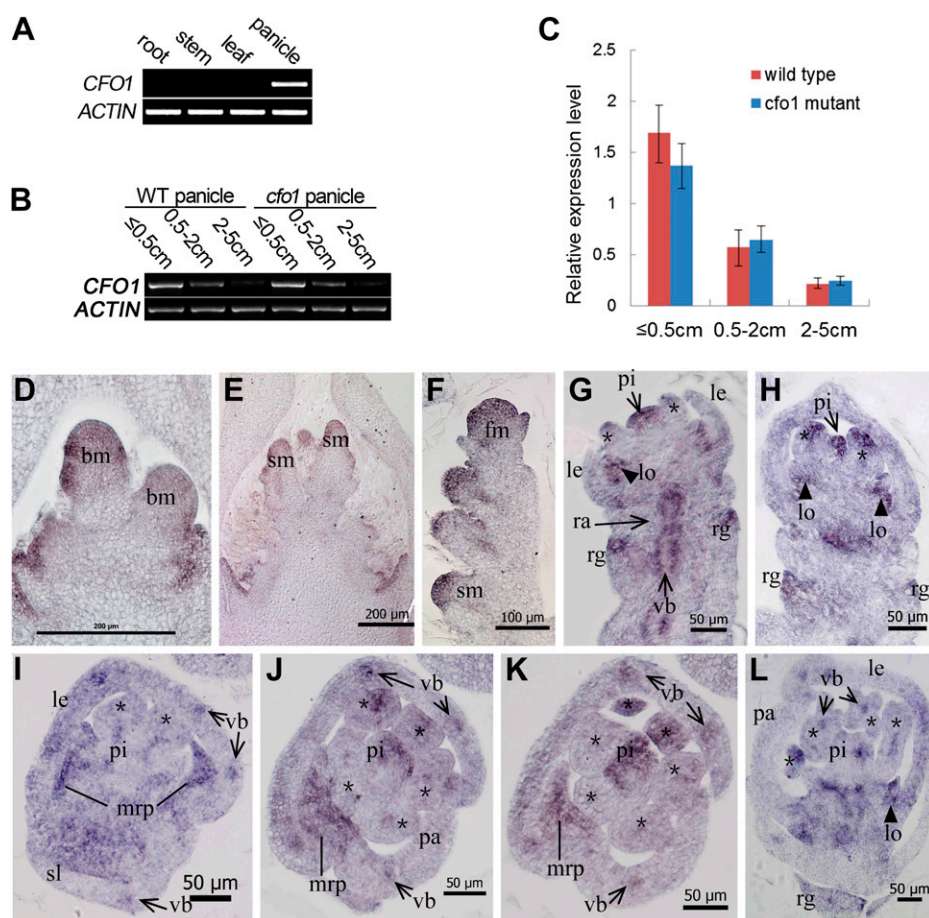 A
root stem leaf panicle
CFO1
ACTIN
B
WT panicle cfo1 panicle
≤0.5cm 0.5-2cm 2-5cm ≤0.5cm 0.5-2cm 2-5cm
CFO1
ACTIN
C
Relative expression level
2.5
2
1.5
1
0.5
0
wild type
cfo1 mutant
≤0.5cm 0.5-2cm 2-5cm
D
bm
bm
200 µm
E
sm
sm
200 µm
F
fm
sm
100 µm
G
pi
le
*
*
le
lo
ra
rg
rg
vb
50 µm
H
pi
*
*
lo
lo
rg
rg
50 µm
I
le
*
*
vb
pi
mrp
sl
vb
50 µm
J
vb
*
*
pi
*
*
*
pa
mrp
vb
50 µm
K
vb
*
*
*
pi
*
*
*
mrp
vb
50 µm
L
le
vb
pa
*
*
*
pi
*
lo
rg
50 µm